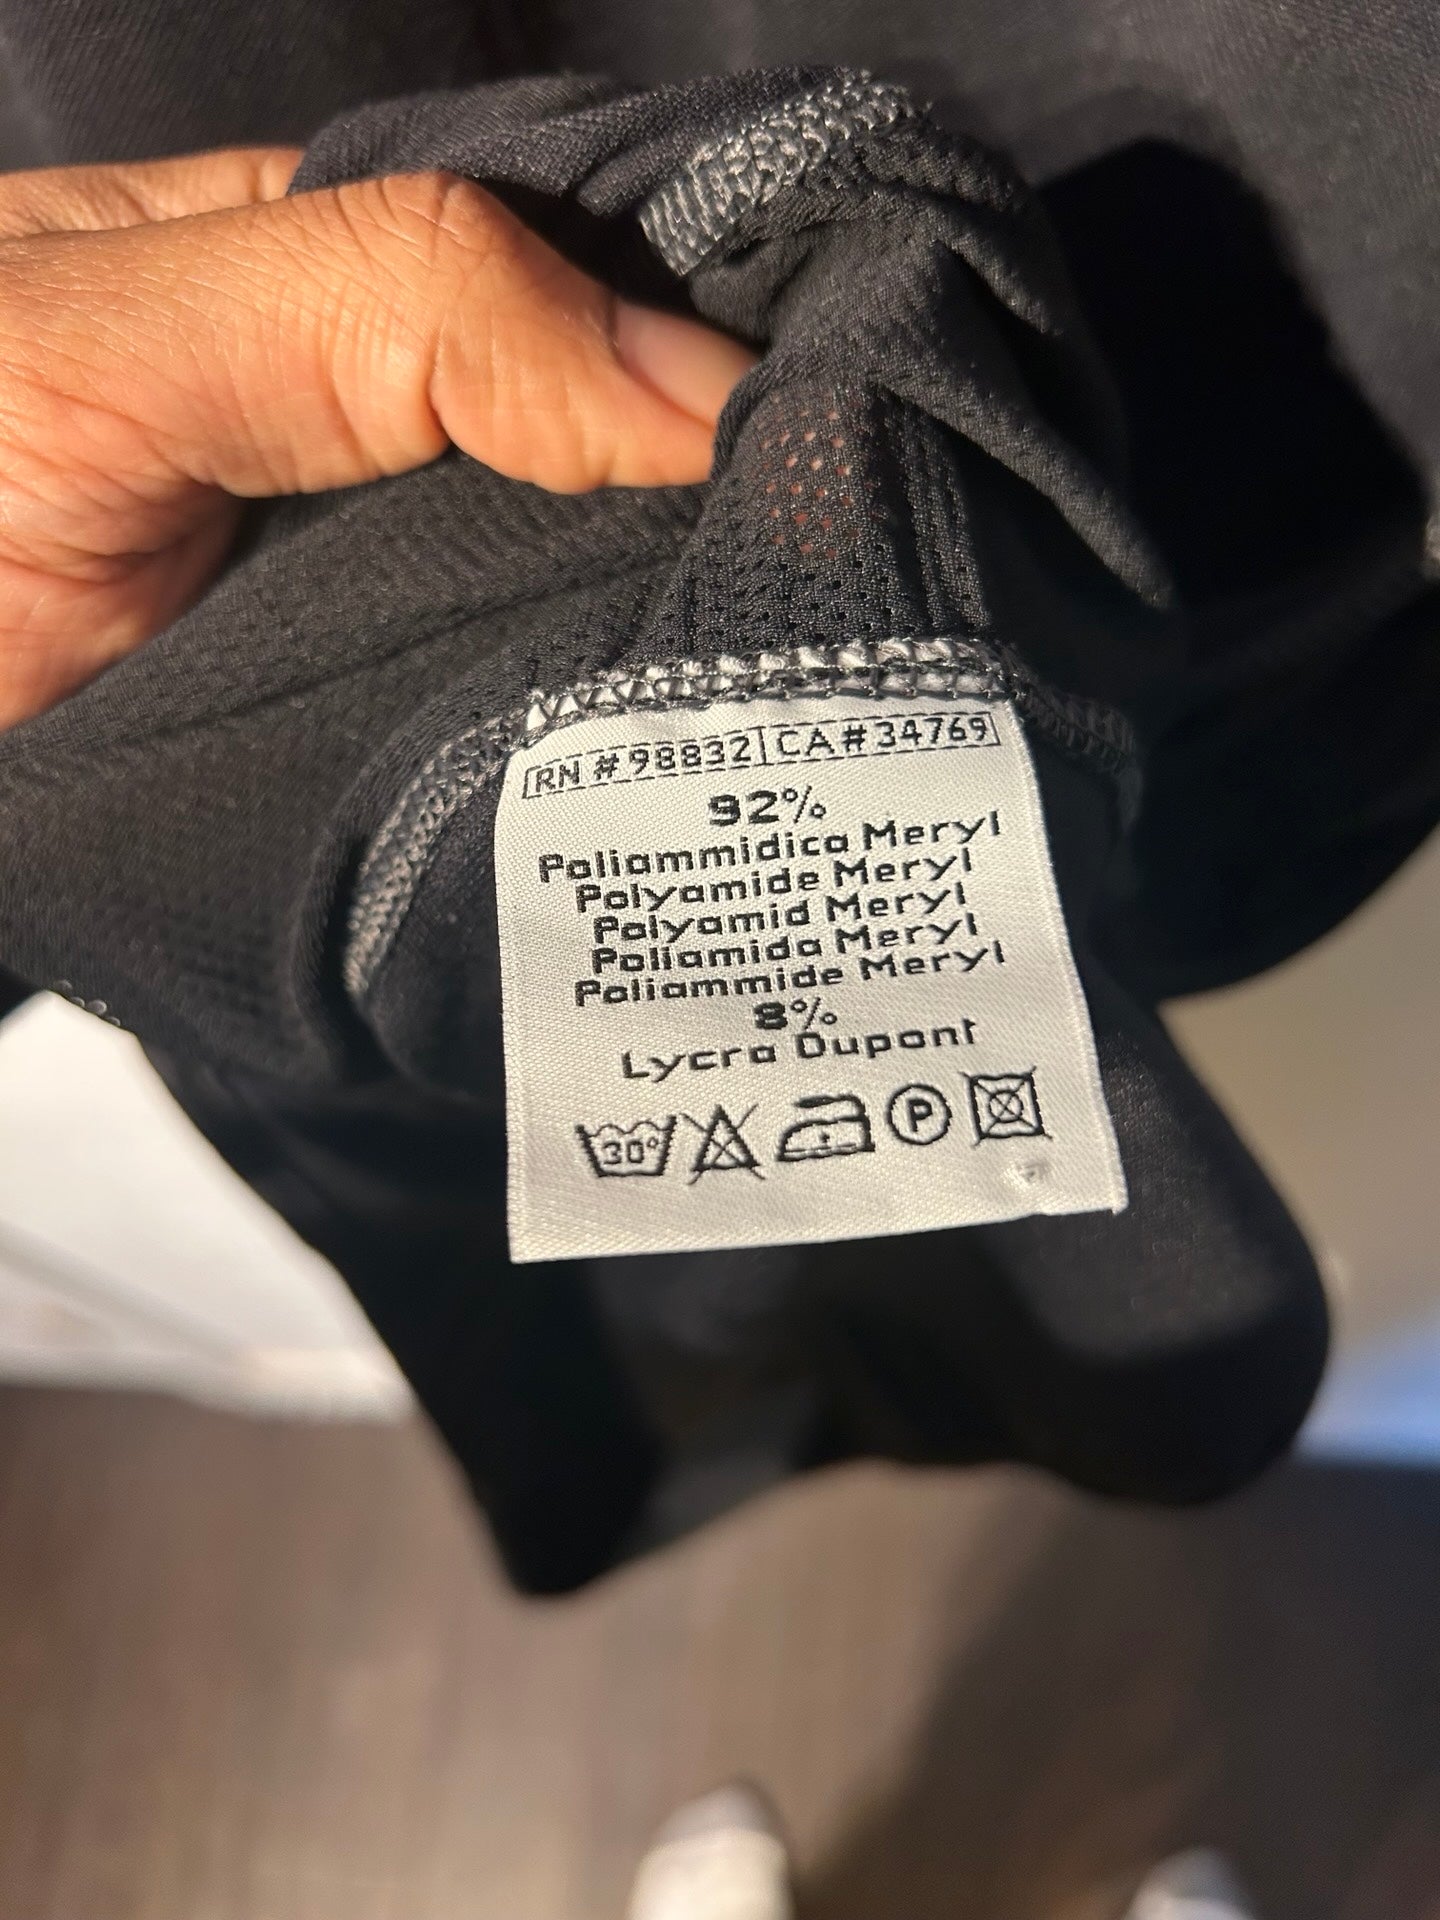 RN # 98832 CA # 34769
92%
Poliammidica Meryl
Polyamide Meryl
Polyamid Meryl
Poliamida Meryl
Poliammide Meryl
8%
Lycra Dupont
30° P